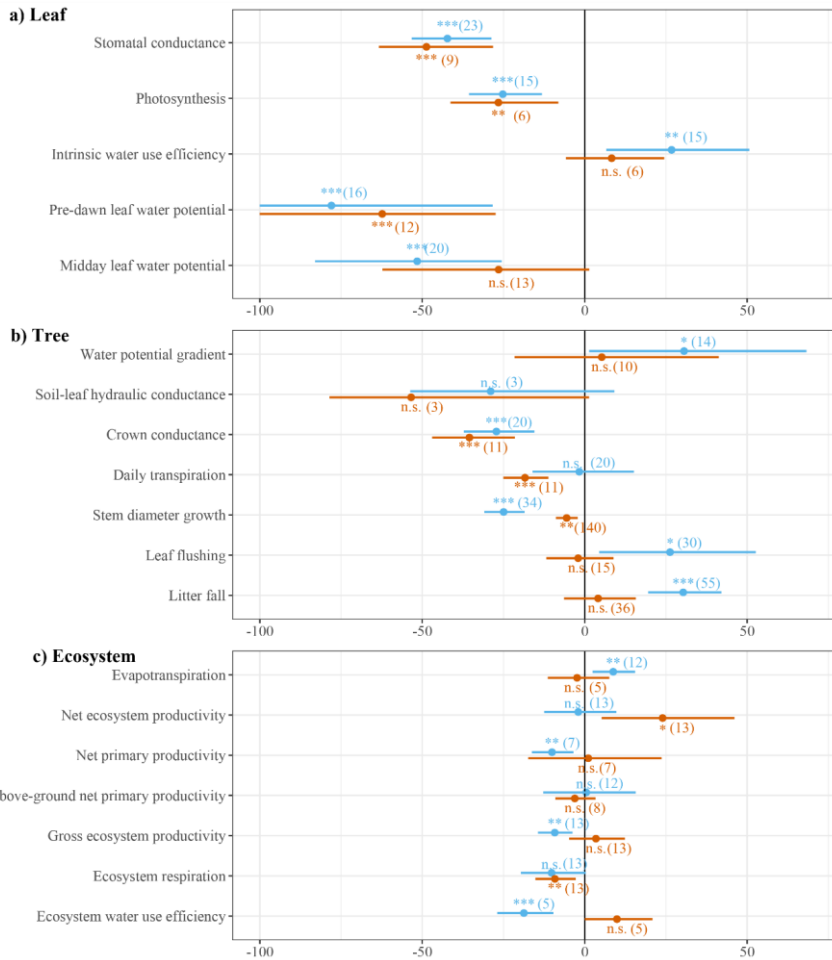 a) Leaf
Stomatal conductance
***(23)
*** (9)
Photosynthesis
***(15)
** (6)
Intrinsic water use efficiency
** (15)
n.s. (6)
Pre-dawn leaf water potential
***(16)
***(12)
Midday leaf water potential
***(20)
n.s.(13)
-100 -50 0 50
b) Tree
Water potential gradient
* (14)
n.s.(10)
Soil-leaf hydraulic conductance
n.s. (3)
n.s. (3)
Crown conductance
***(20)
*** (11)
Daily transpiration
n.s. (20)
*** (11)
Stem diameter growth
*** (34)
**(140)
Leaf flushing
* (30)
n.s.(15)
Litter fall
***(55)
n.s. (36)
-100 -50 0 50
c) Ecosystem
Evapotranspiration
** (12)
n.s. (5)
Net ecosystem productivity
n.s. (13)
* (13)
Net primary productivity
** (7)
n.s.(7)
bove-ground net primary productivity
n.s. (12)
n.s. (8)
Gross ecosystem productivity
** (13)
n.s.(13)
Ecosystem respiration
n.s.(13)
** (13)
Ecosystem water use efficiency
*** (5)
n.s. (5)
-100 -50 0 50